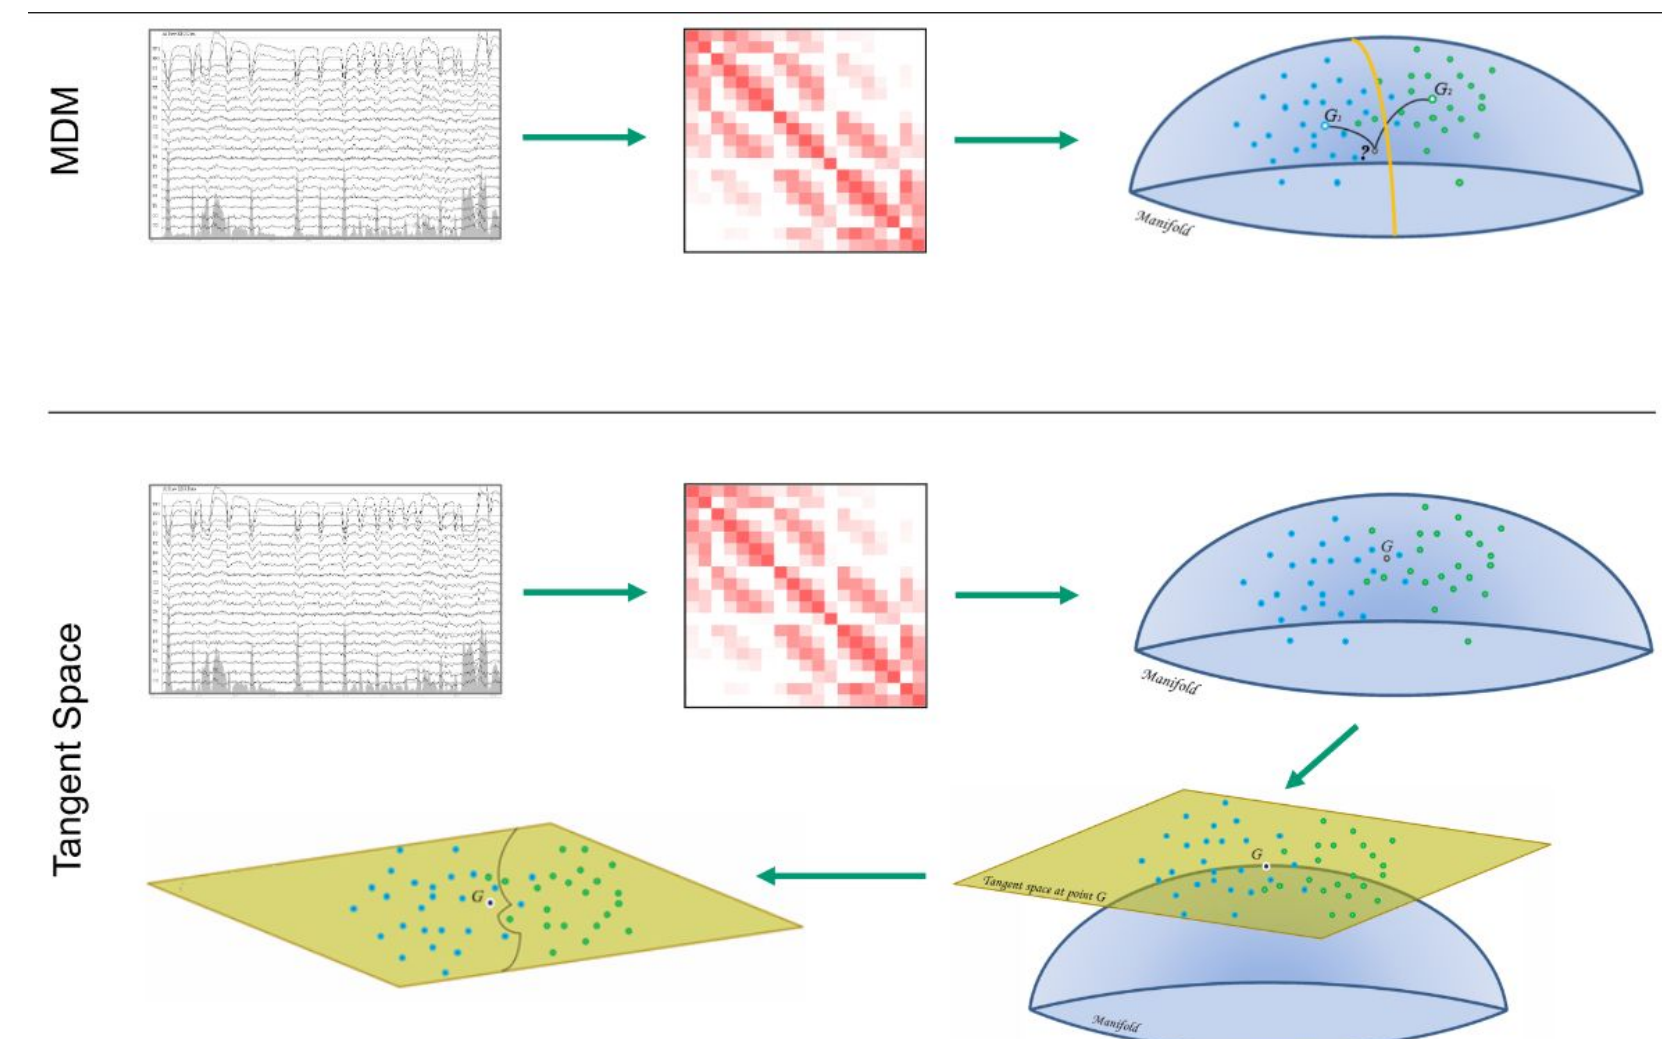 MDM
G₁
G₂
?
Manifold
Tangent Space
G
Manifold
G
Tangent space at point G
G
Manifold